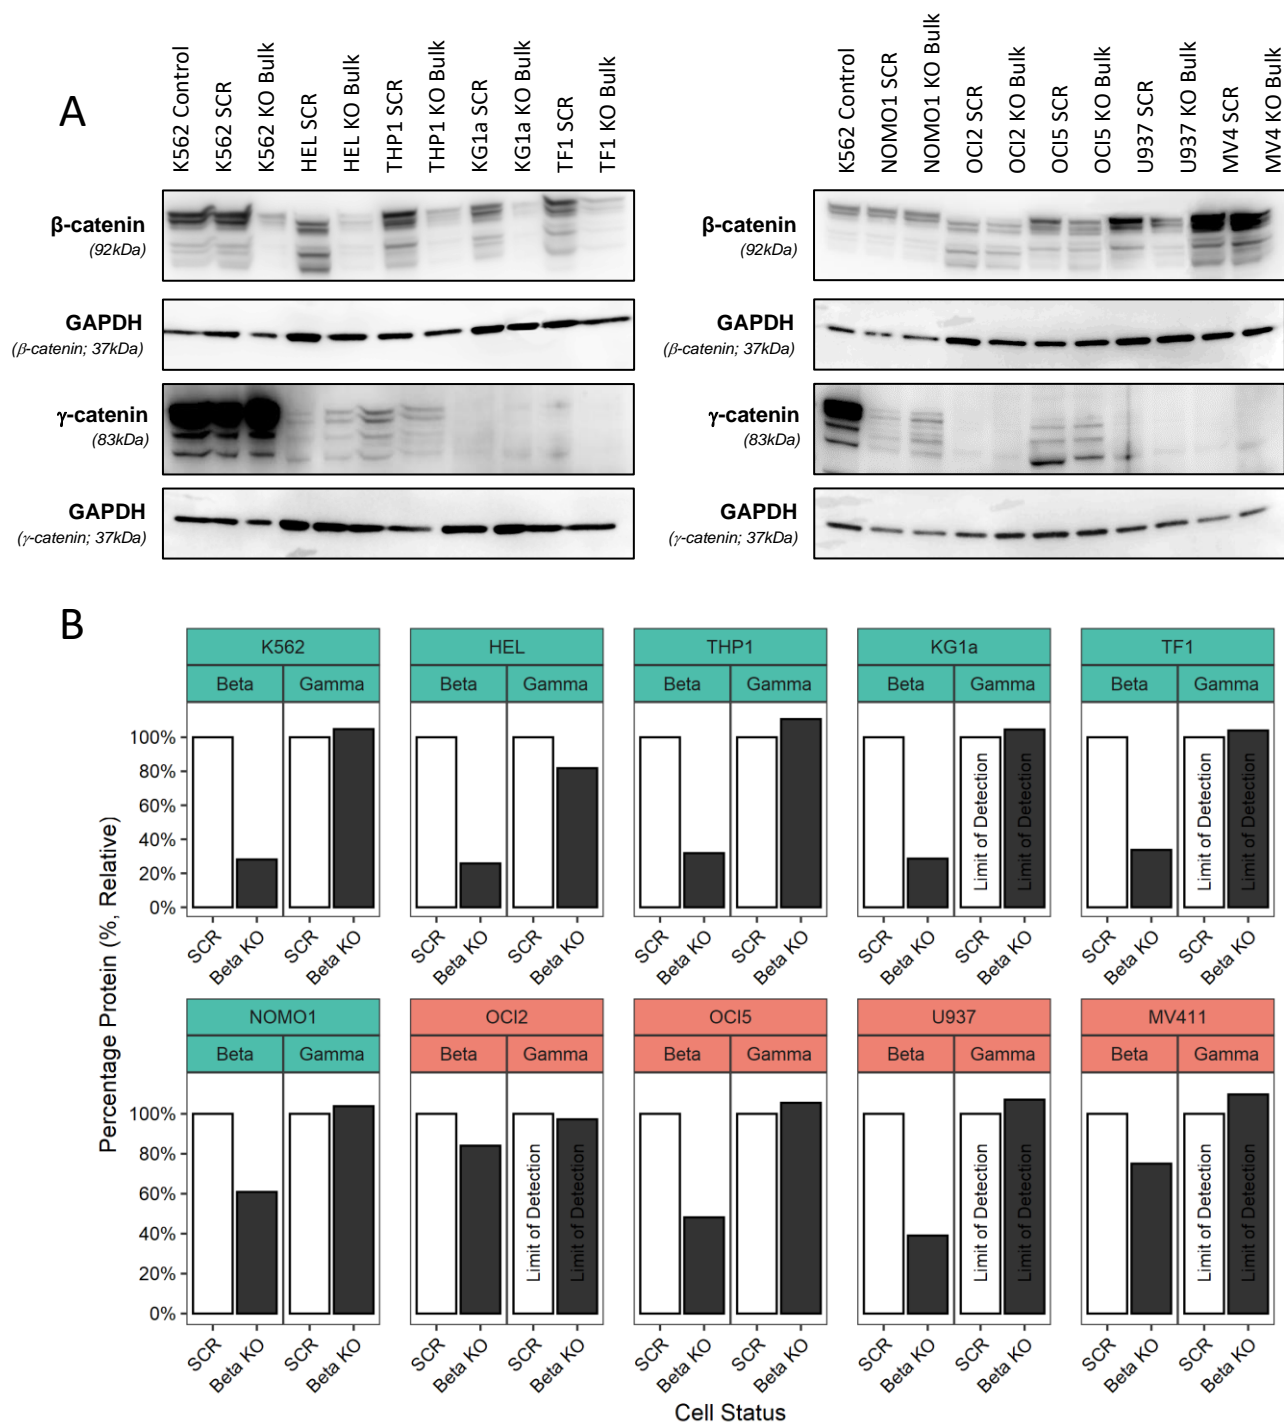 A
K562 Control
K562 SCR
K562 KO Bulk
HEL SCR
HEL KO Bulk
THP1 SCR
THP1 KO Bulk
KG1a SCR
KG1a KO Bulk
TF1 SCR
TF1 KO Bulk
β-catenin
(92kDa)
GAPDH
(β-catenin; 37kDa)
γ-catenin
(83kDa)
GAPDH
(γ-catenin; 37kDa)
K562 Control
NOMO1 SCR
NOMO1 KO Bulk
OCI2 SCR
OCI2 KO Bulk
OCI5 SCR
OCI5 KO Bulk
U937 SCR
U937 KO Bulk
MV4 SCR
MV4 KO Bulk
β-catenin
(92kDa)
GAPDH
(β-catenin; 37kDa)
γ-catenin
(83kDa)
GAPDH
(γ-catenin; 37kDa)
B
Percentage Protein (%, Relative)
K562
Beta Gamma
100%
80%
60%
40%
20%
0%
SCR
Beta KO
SCR
Beta KO
HEL
Beta Gamma
SCR
Beta KO
SCR
Beta KO
THP1
Beta Gamma
SCR
Beta KO
SCR
Beta KO
KG1a
Beta Gamma
Limit of Detection
Limit of Detection
SCR
Beta KO
SCR
Beta KO
TF1
Beta Gamma
Limit of Detection
Limit of Detection
SCR
Beta KO
SCR
Beta KO
NOMO1
Beta Gamma
100%
80%
60%
40%
20%
0%
SCR
Beta KO
SCR
Beta KO
OCI2
Beta Gamma
Limit of Detection
Limit of Detection
SCR
Beta KO
SCR
Beta KO
OCI5
Beta Gamma
SCR
Beta KO
SCR
Beta KO
U937
Beta Gamma
Limit of Detection
Limit of Detection
SCR
Beta KO
SCR
Beta KO
MV411
Beta Gamma
Limit of Detection
Limit of Detection
SCR
Beta KO
SCR
Beta KO
Cell Status